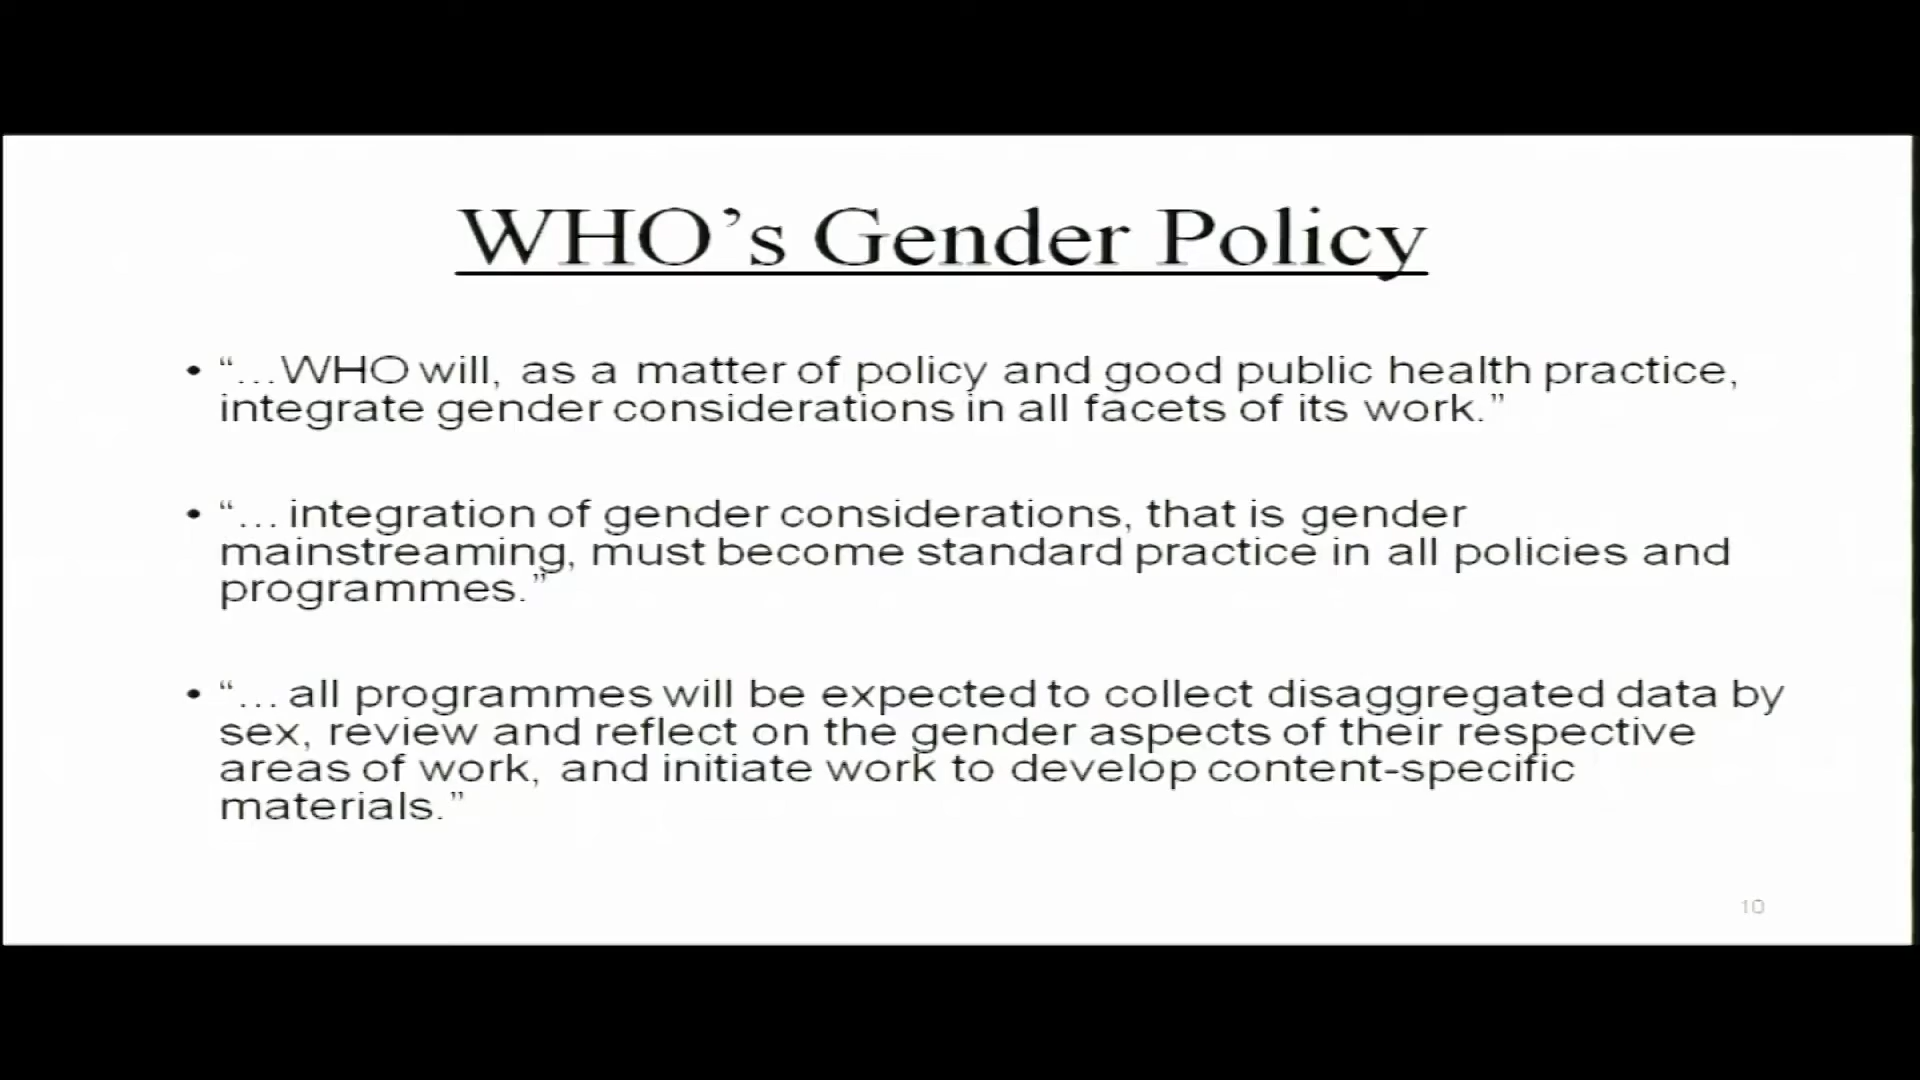 WHO’s Gender Policy
• “…WHO will, as a matter of policy and good public health practice,
integrate gender considerations in all facets of its work.”
• “… integration of gender considerations, that is gender
mainstreaming, must become standard practice in all policies and
programmes.”
• “… all programmes will be expected to collect disaggregated data by
sex, review and reflect on the gender aspects of their respective
areas of work, and initiate work to develop content-specific
materials.”
10